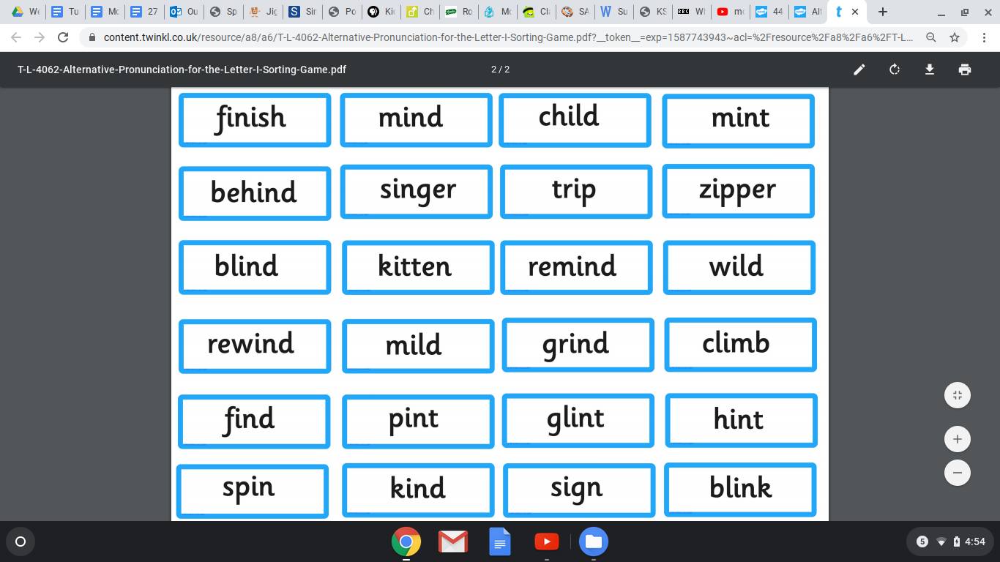 We
Tu
Mc
27
Ou
Sp
Jig
Sir
Po
Kid
Ch
Ro
Mc
Cla
SA
Su
KS
BBC WI
mc
44
Alt
content.twinkl.co.uk/resource/a8/a6/T-L-4062-Alternative-Pronunciation-for-the-Letter-I-Sorting-Game.pdf?__token__=exp=1587743943~acl=%2Fresource%2Fa8%2Fa6%2FT-L...
T-L-4062-Alternative-Pronunciation-for-the-Letter-I-Sorting-Game.pdf 2 / 2
finish mind child mint
behind singer trip zipper
blind kitten remind wild
rewind mild grind climb
find pint glint hint
spin kind sign blink
5 4:54